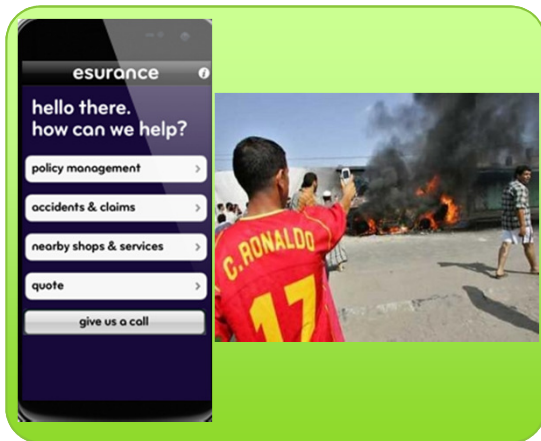 esurance
hello there.
how can we help?
policy management
accidents & claims
nearby shops & services
quote
give us a call
C.RONALDO
17